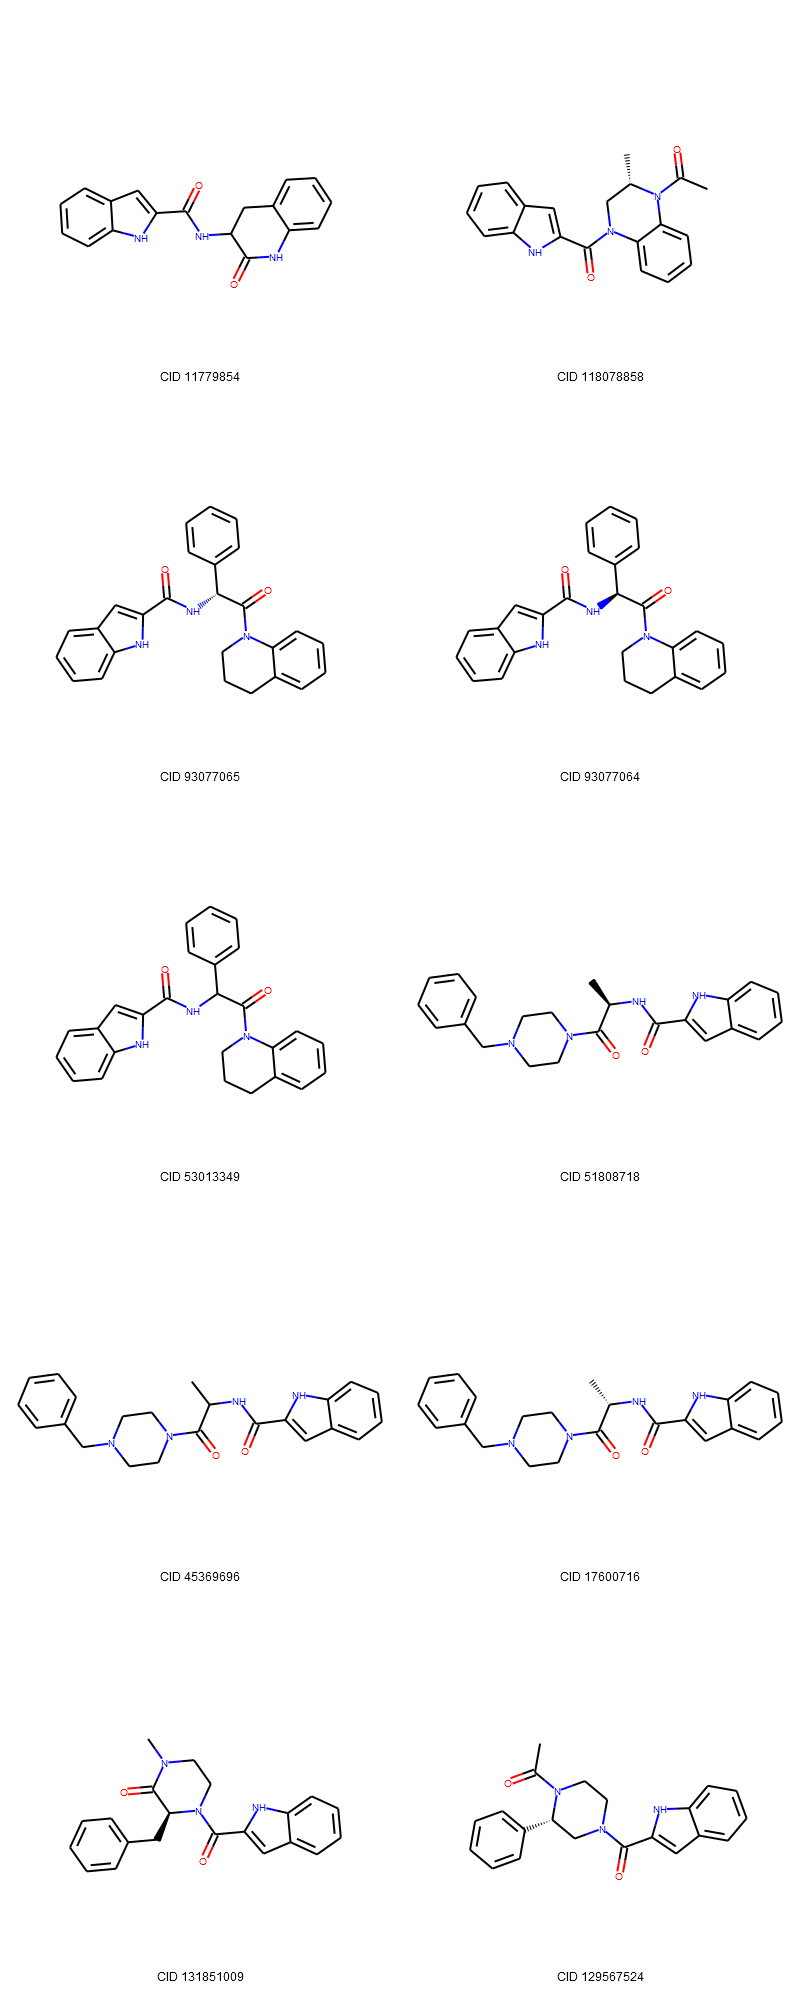 O
NH
NH
O
NH
CID 11779854
O
N
N
NH
O
CID 118078858
O
O
NH
NH
N
CID 93077065
O
O
NH
NH
N
CID 93077064
O
O
NH
NH
N
CID 53013349
NH
NH
N
N
O
O
CID 51808718
NH
NH
N
N
O
O
CID 45369696
NH
NH
N
N
O
O
CID 17600716
N
O
N
NH
O
CID 131851009
O
N
NH
N
O
CID 129567524